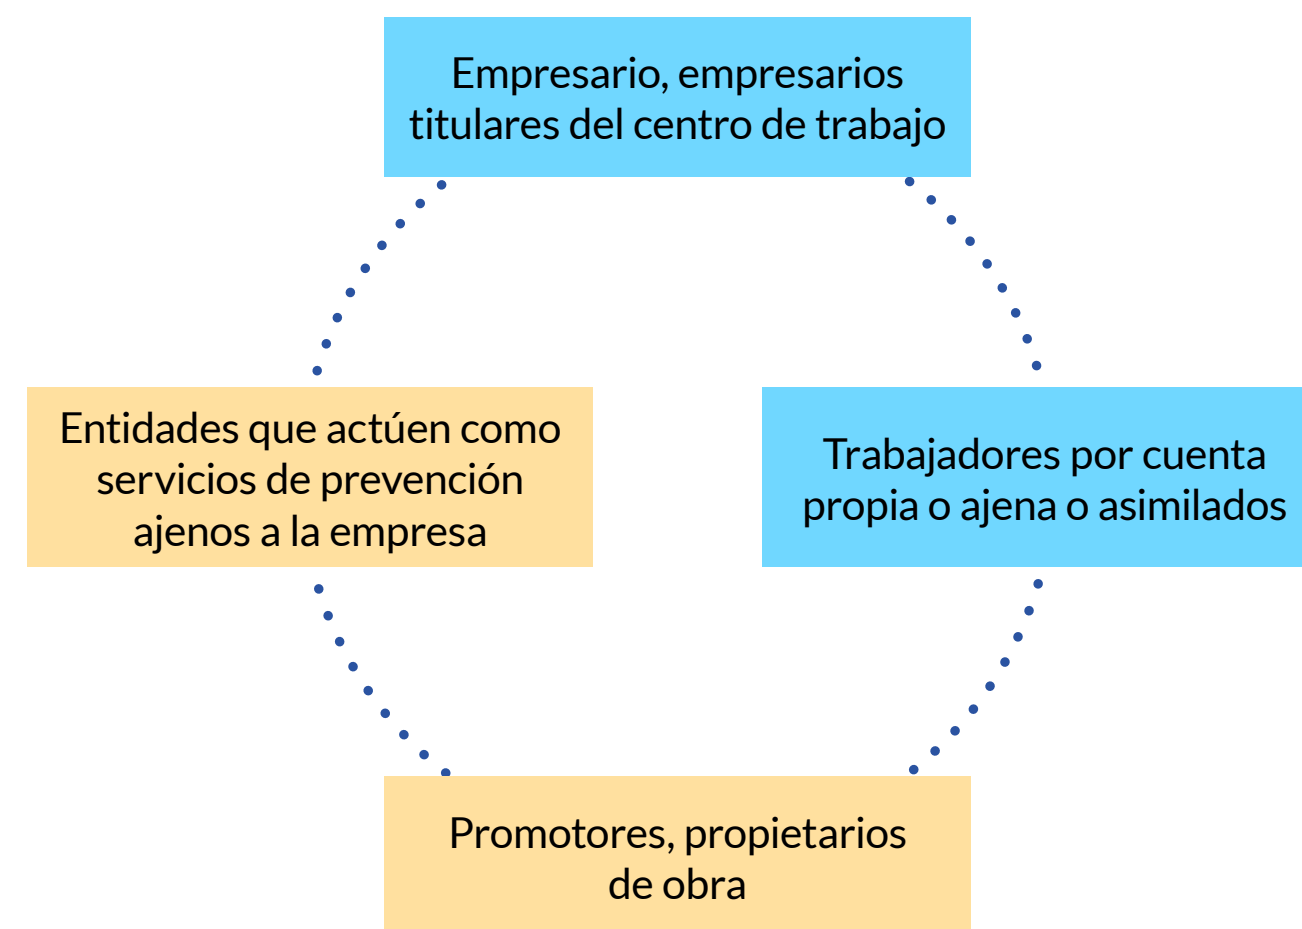 Empresario, empresarios
titulares del centro de trabajo
Entidades que actúen como
servicios de prevención
ajenos a la empresa
Trabajadores por cuenta
propia o ajena o asimilados
Promotores, propietarios
de obra